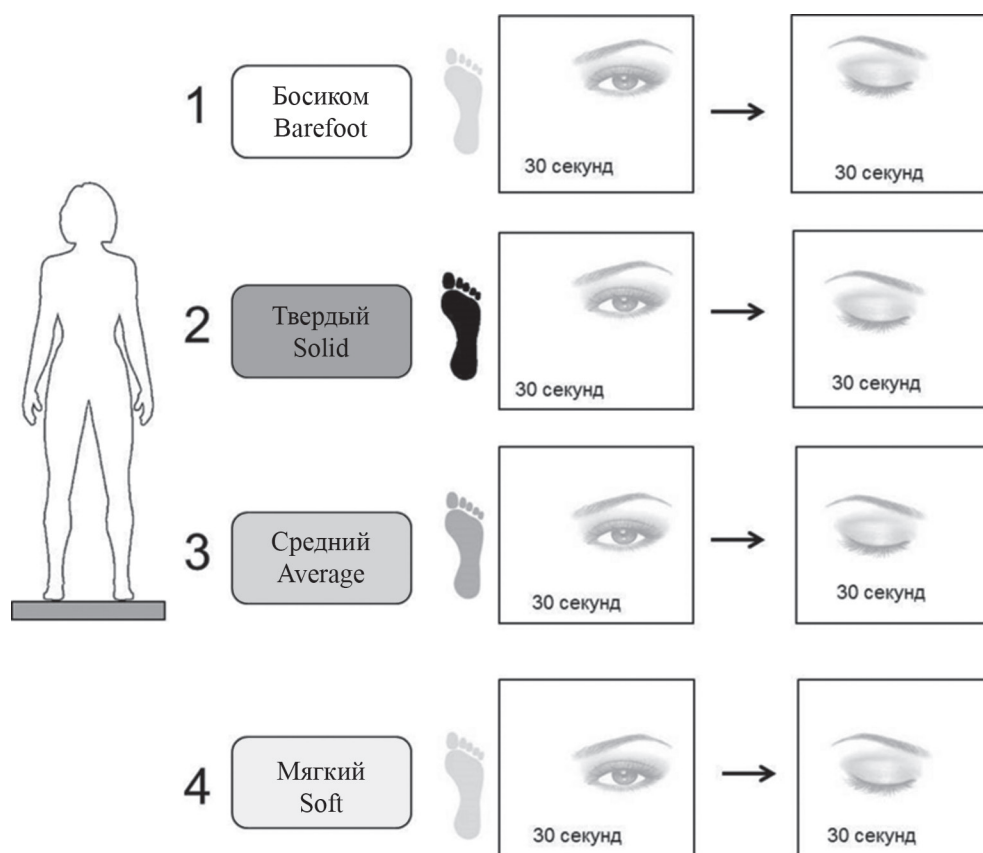 1
Босиком
Barefoot
30 секунд
30 секунд
2
Твердый
Solid
30 секунд
30 секунд
3
Средний
Average
30 секунд
30 секунд
4
Мягкий
Soft
30 секунд
30 секунд